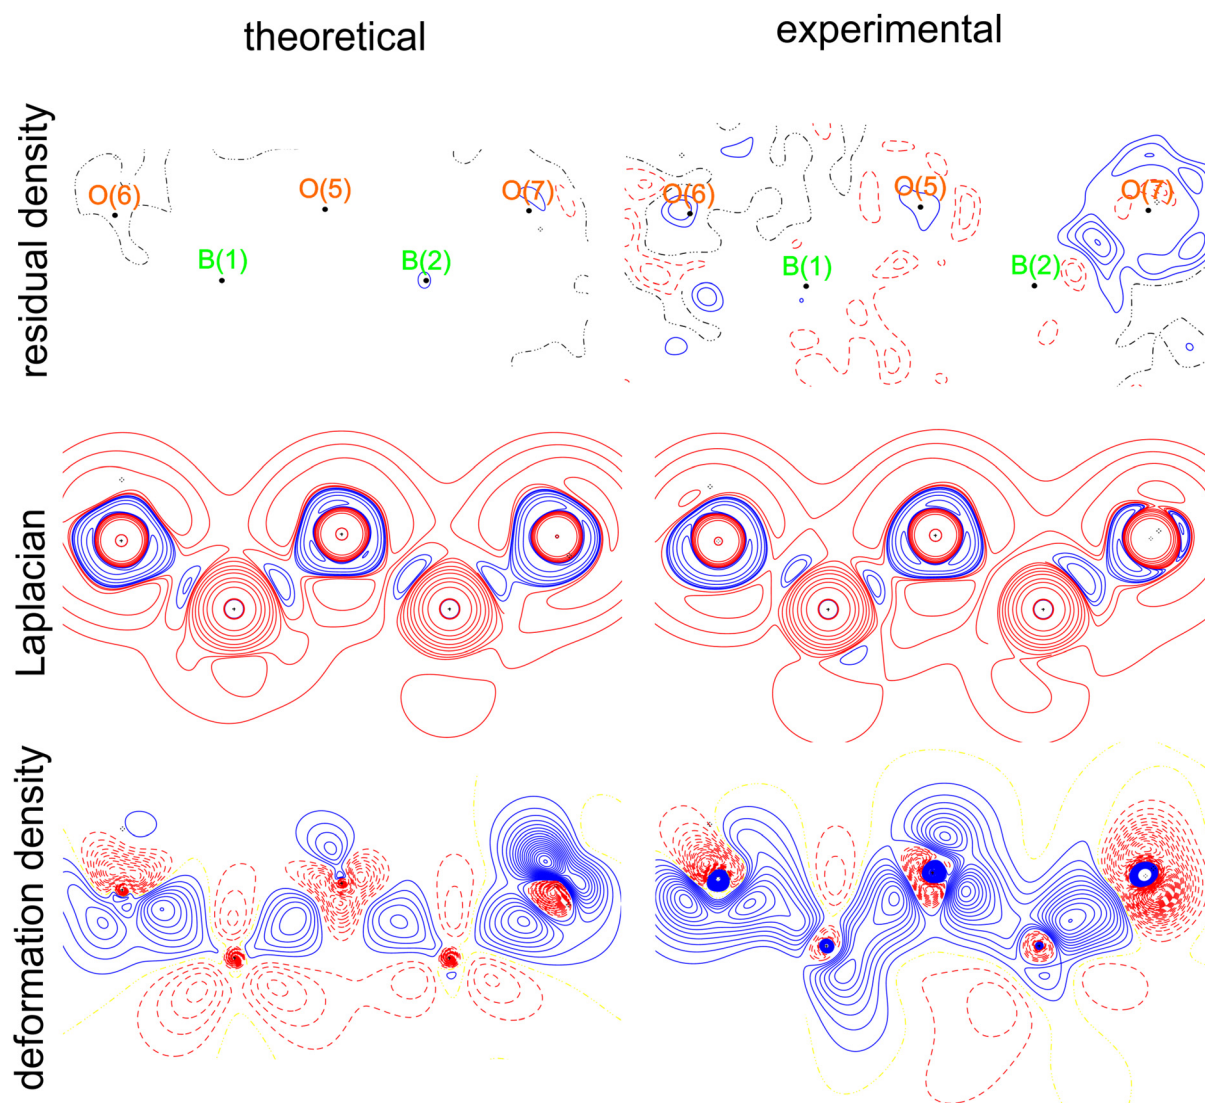 theoretical
experimental
residual density
O(6)
O(5)
O(7)
B(1)
B(2)
O(6)
O(5)
O(7)
B(1)
B(2)
Laplacian
deformation density